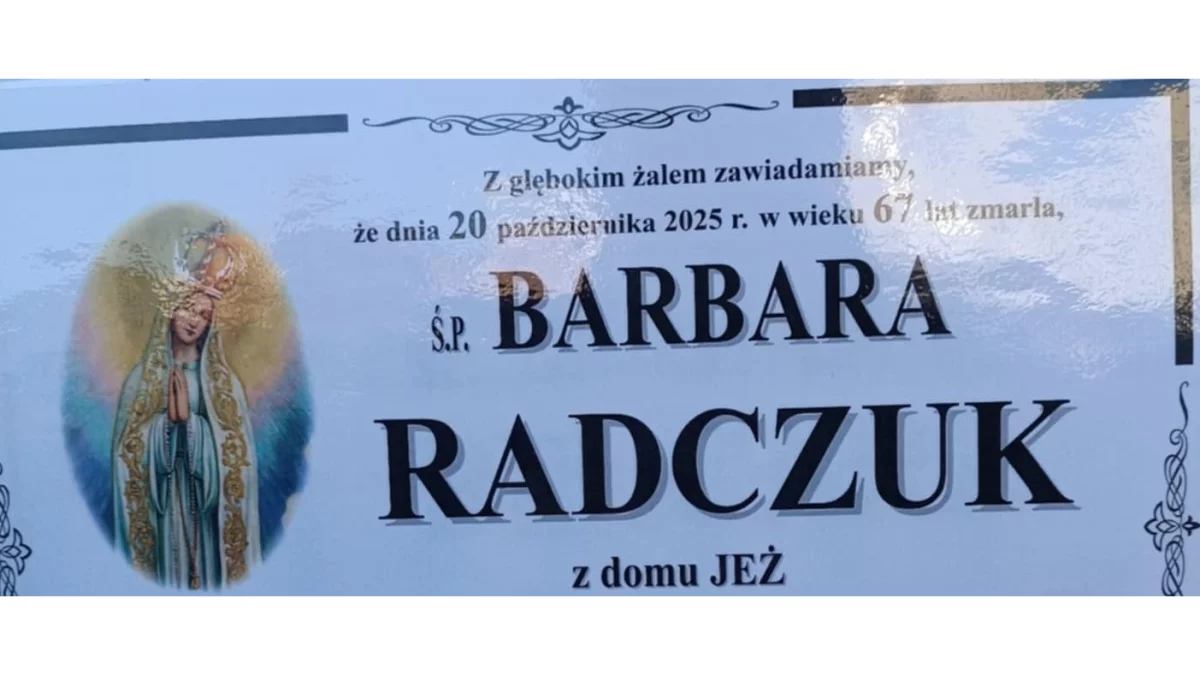 Z głębokim żalem zawiadamiamy,
że dnia 20 października 2025 r. w wieku 67 lat zmarła,
Ś.P. BARBARA
RADCZUK
z domu JEŻ